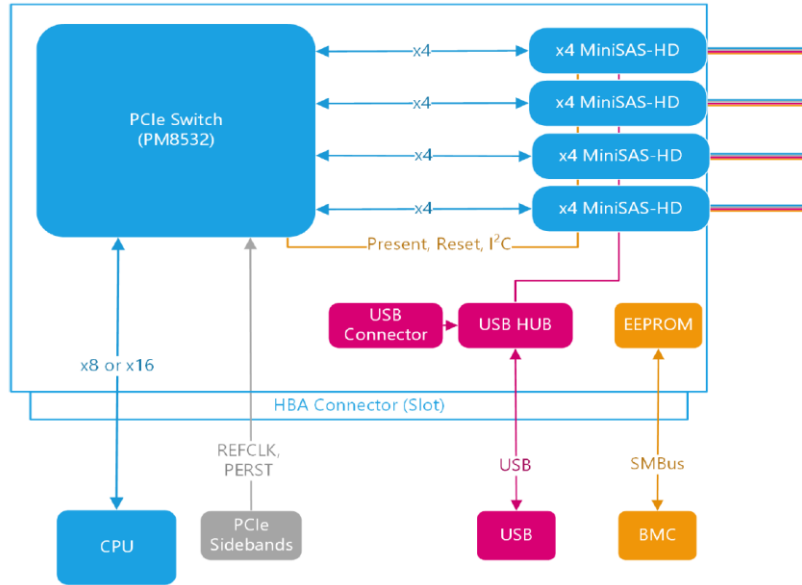 PCIe Switch
(PM8532)
x4
x4 MiniSAS-HD
x4
x4 MiniSAS-HD
x4
x4 MiniSAS-HD
x4
x4 MiniSAS-HD
Present, Reset, I²C
USB
Connector
USB HUB
EEPROM
x8 or x16
HBA Connector (Slot)
REFCLK,
PERST
USB
SMBus
CPU
PCIe
Sidebands
USB
BMC